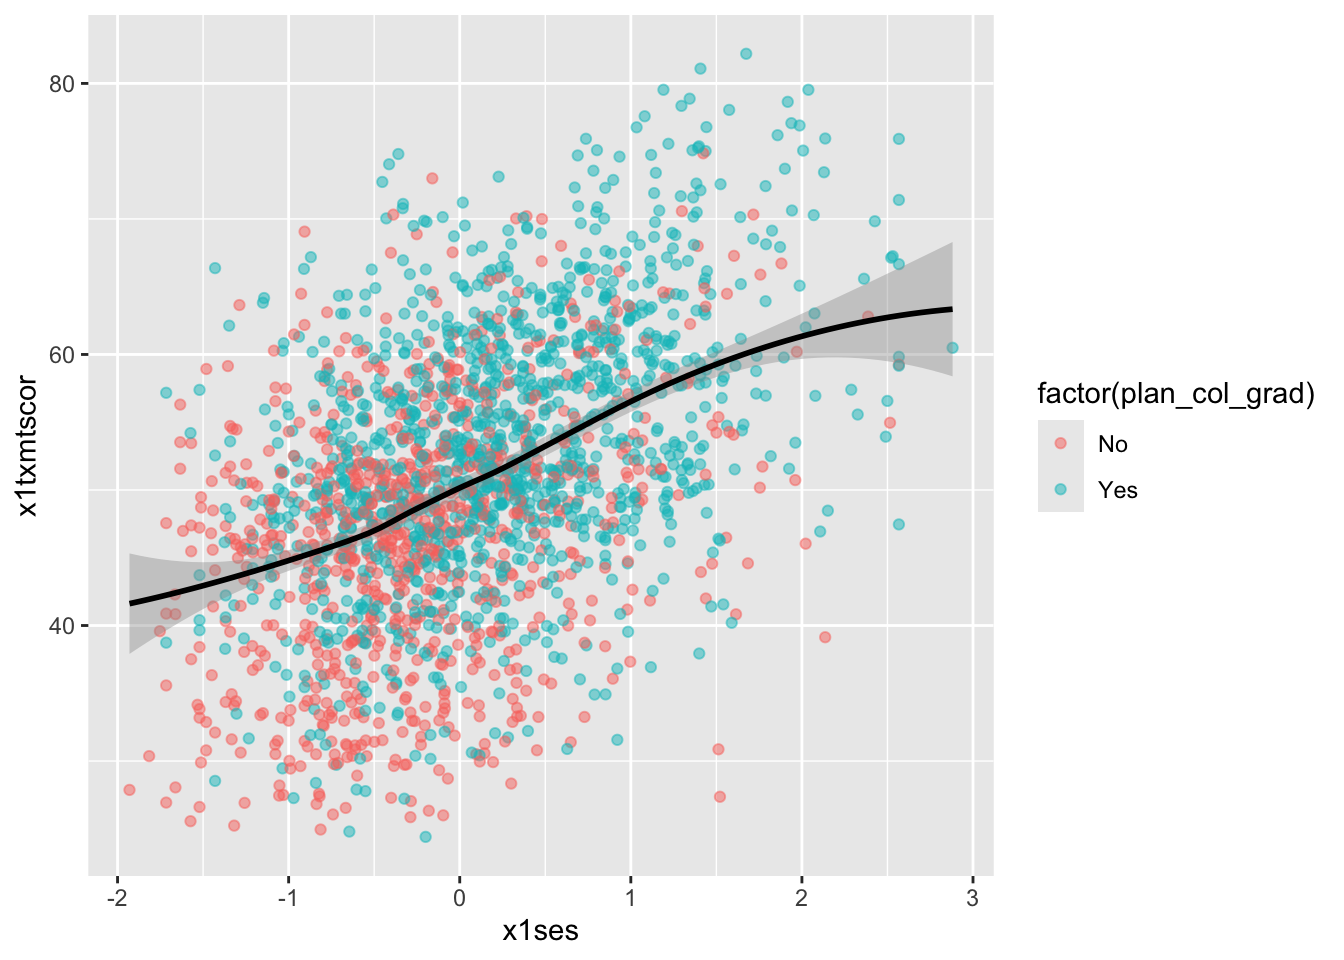 80
60
40
x1txmtscor
-2 -1 0 1 2 3
x1ses
factor(plan_col_grad)
No
Yes